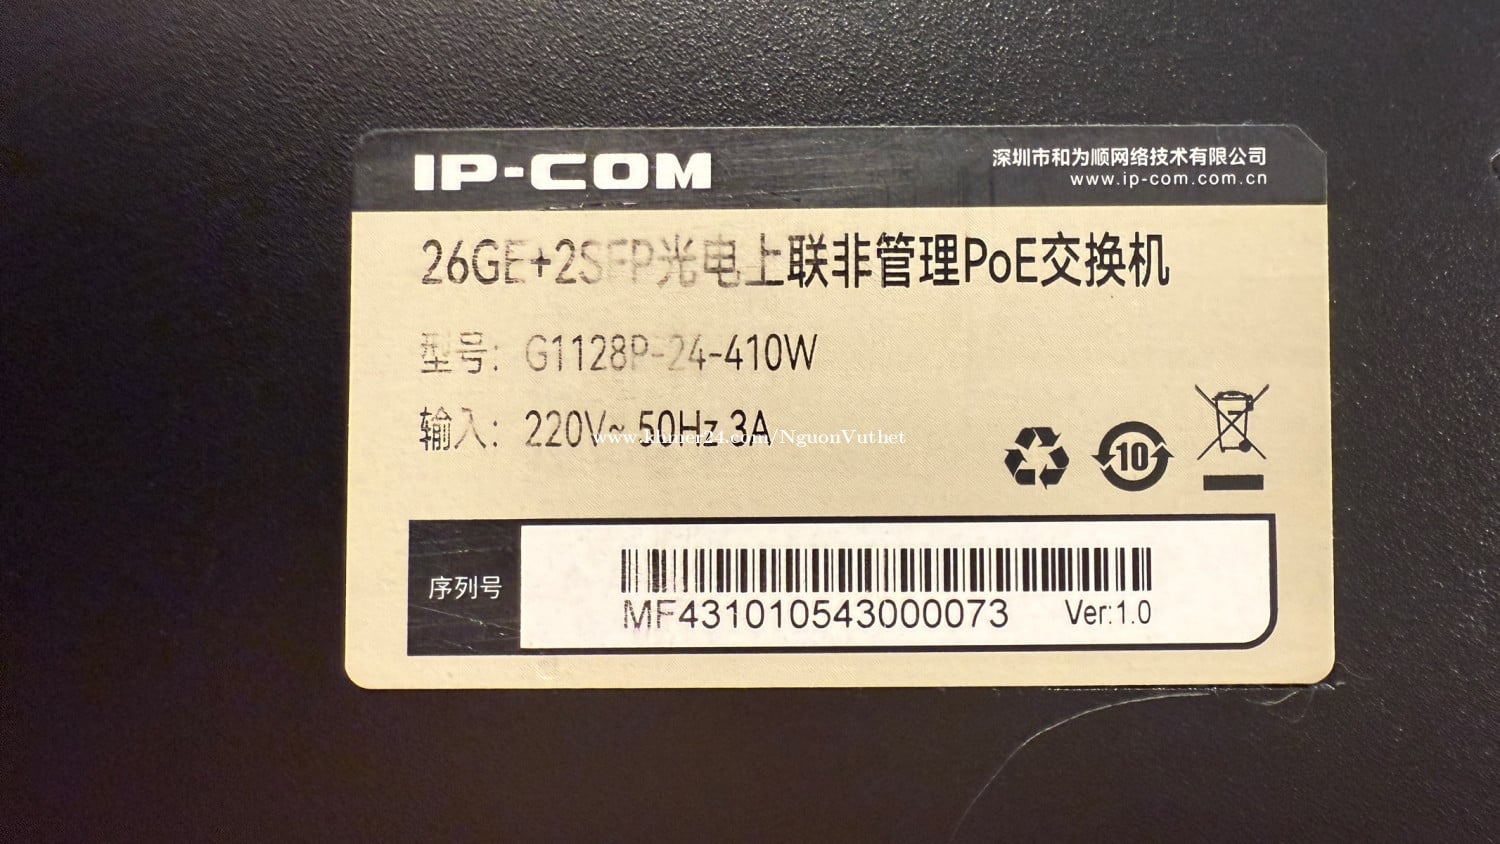 IP-COM
深圳市和为顺网络技术有限公司
www.ip-com.com.cn
26GE+2SFP光电上联非管理PoE交换机
型号: G1128P-24-410W
输入: 220V~ 50Hz 3A
www.khmer24.com/NguonVuthet
10
序列号
MF431010543000073 Ver:1.0